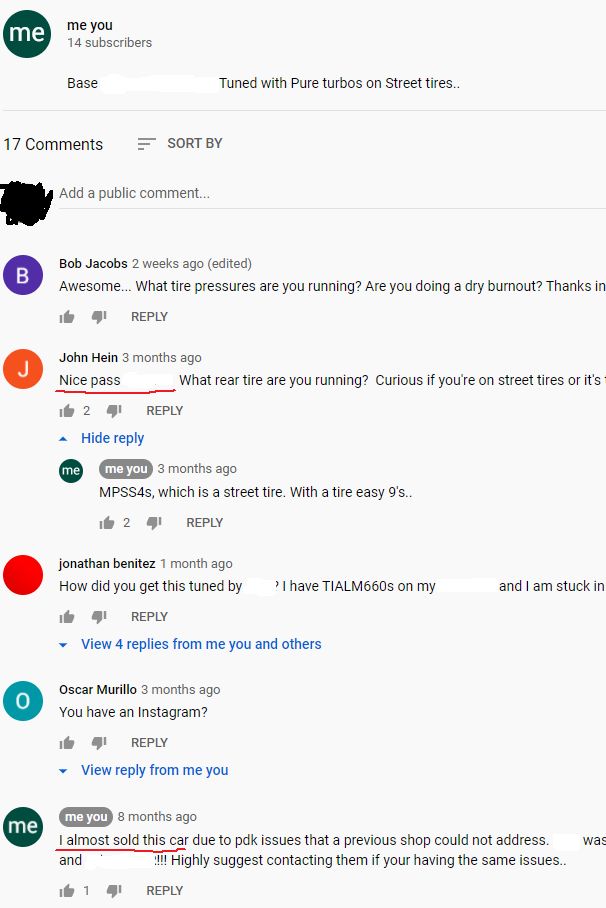 me
me you
14 subscribers
Base Tuned with Pure turbos on Street tires..
17 Comments
SORT BY
Add a public comment...
B
Bob Jacobs 2 weeks ago (edited)
Awesome... What tire pressures are you running? Are you doing a dry burnout? Thanks in
REPLY
J
John Hein 3 months ago
Nice pass What rear tire are you running? Curious if you're on street tires or it's
2 REPLY
Hide reply
me
me you 3 months ago
MPSS4s, which is a street tire. With a tire easy 9's..
2 REPLY
jonathan benitez 1 month ago
How did you get this tuned by ? I have TIALM660s on my and I am stuck in
REPLY
View 4 replies from me you and others
O
Oscar Murillo 3 months ago
You have an Instagram?
REPLY
View reply from me you
me
me you 8 months ago
I almost sold this car due to pdk issues that a previous shop could not address. was
and !!! Highly suggest contacting them if your having the same issues..
1 REPLY